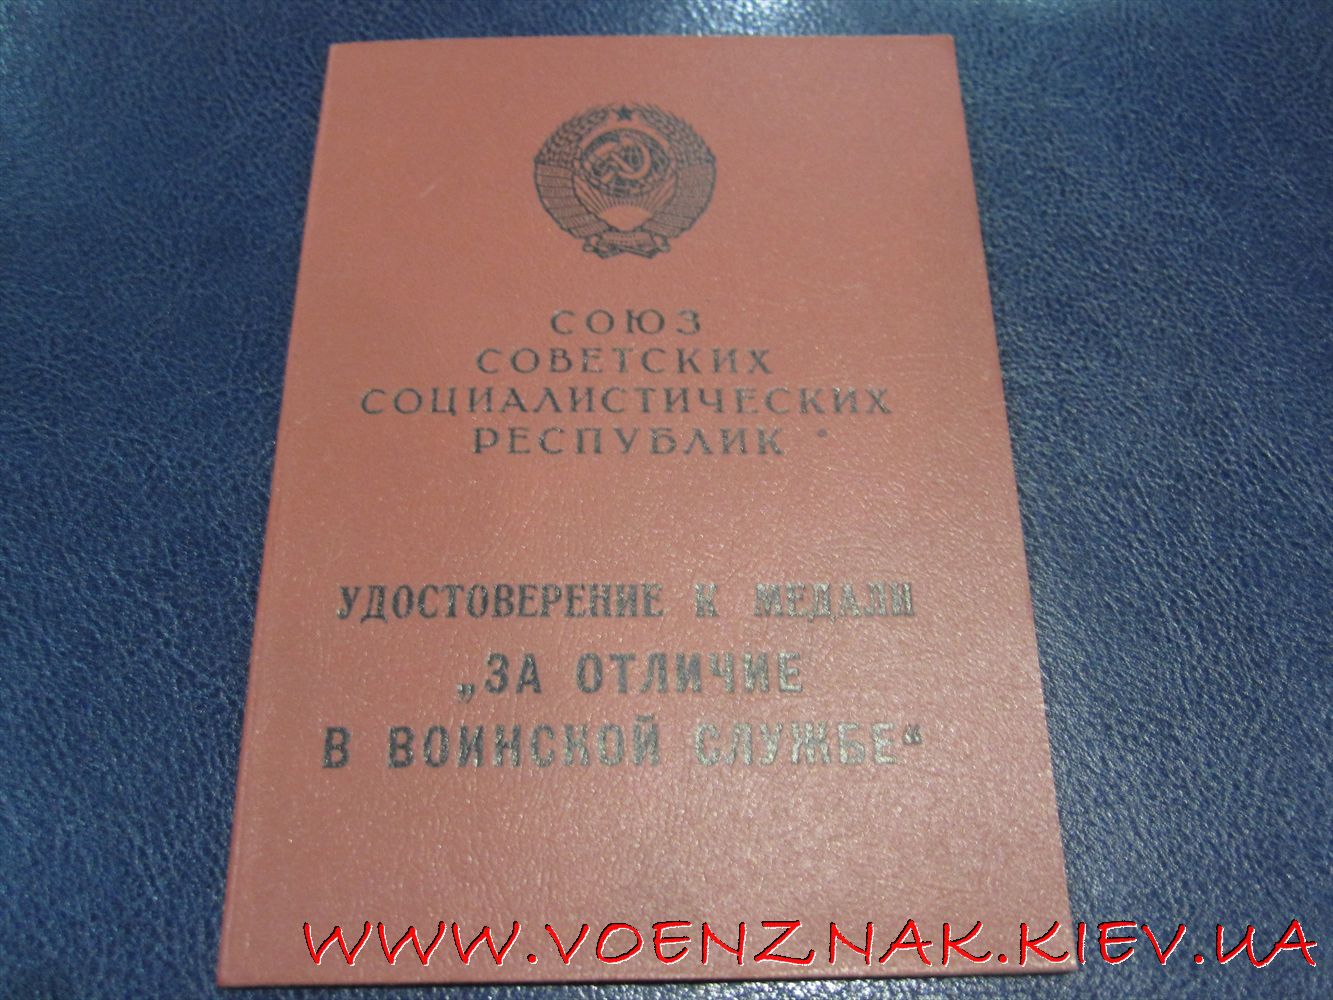 СОЮЗ
СОВЕТСКИХ
СОЦИАЛИСТИЧЕСКИХ
РЕСПУБЛИК
УДОСТОВЕРЕНИЕ К МЕДАЛИ
„ЗА ОТЛИЧИЕ
В ВОИНСКОЙ СЛУЖБЕ“
WWW.VOENZNAK.KIEV.UA